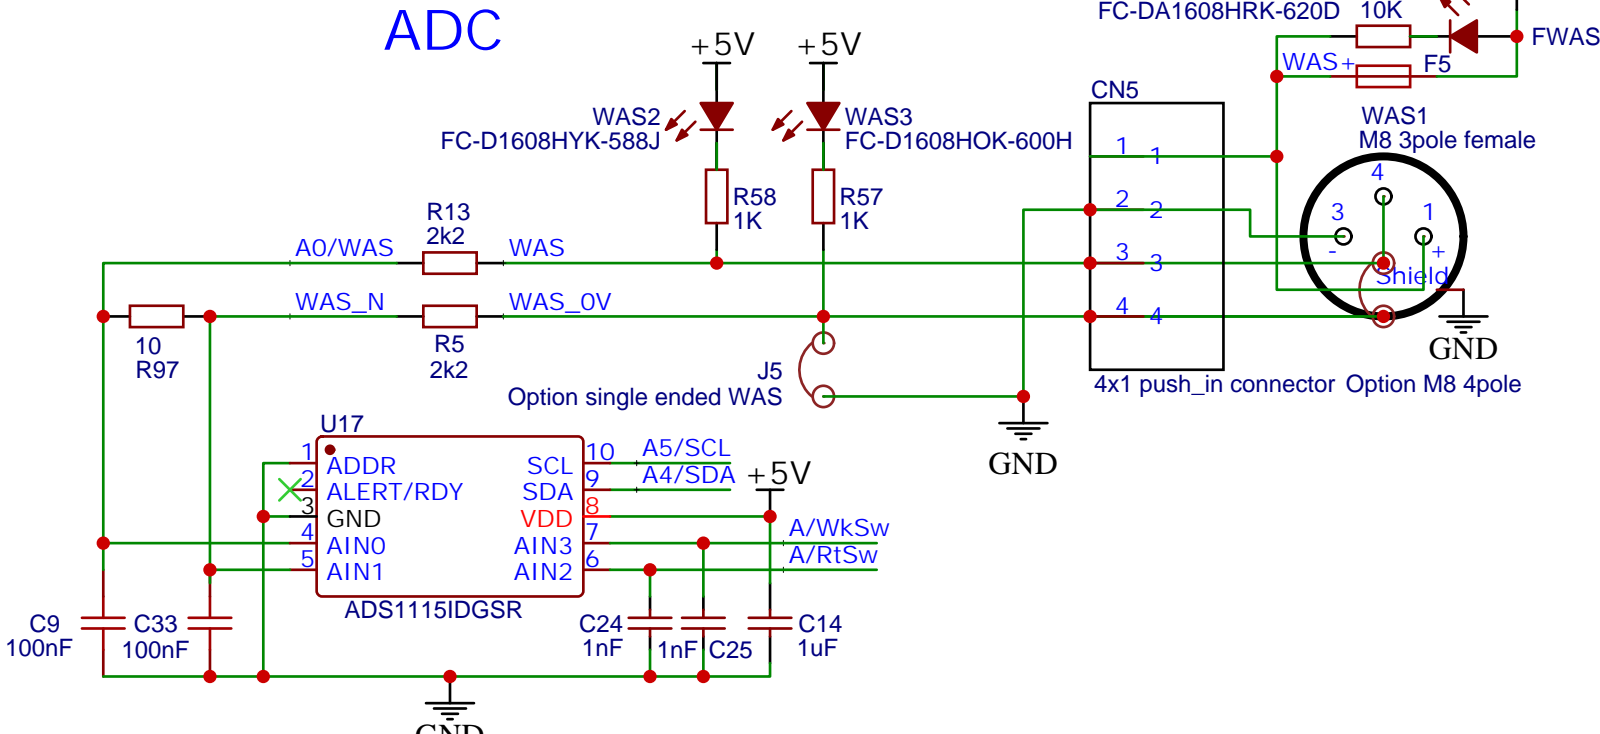 ADC
FC-DA1608HRK-620D
10K
FWAS
WAS+
F5
+5V
+5V
WAS2
FC-D1608HYK-588J
WAS3
FC-D1608HOK-600H
CN5
WAS1
M8 3pole female
1 1
2 2
3 3
4 4
4
3
1
-
+
Shield
R58
1K
R57
1K
R13
2k2
A0/WAS
WAS
WAS_N
WAS_0V
10
R97
R5
2k2
J5
Option single ended WAS
GND
4x1 push_in connector
Option M8 4pole
GND
U17
1
ADDR
2
ALERT/RDY
3
GND
4
AIN0
5
AIN1
10
SCL
9
SDA
8
VDD
7
AIN3
6
AIN2
A5/SCL
A4/SDA
+5V
A/WkSw
A/RtSw
ADS1115IDGSR
C9
100nF
C33
100nF
C24
1nF
1nF
C25
C14
1uF
GND